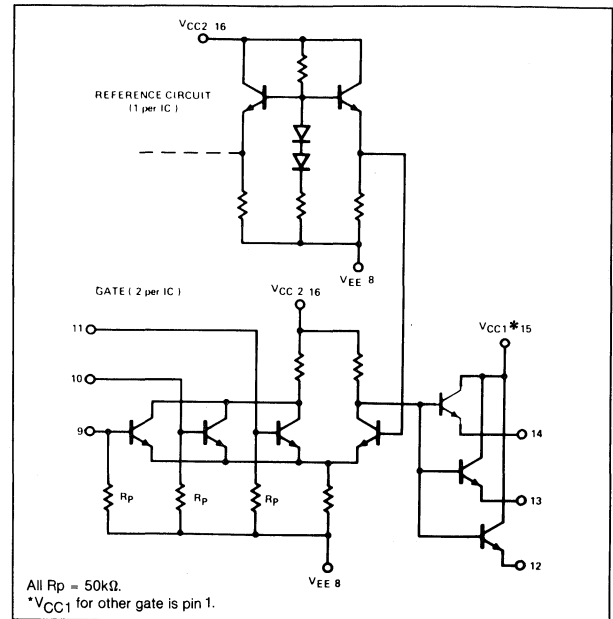 VCC2 16
REFERENCE CIRCUIT
(1 per IC)
VEE 8
GATE ( 2 per IC )
VCC 2 16
11
VCC1 * 15
10
9
14
RP
RP
RP
13
12
VEE 8
All Rp = 50kΩ.
*VCC1 for other gate is pin 1.